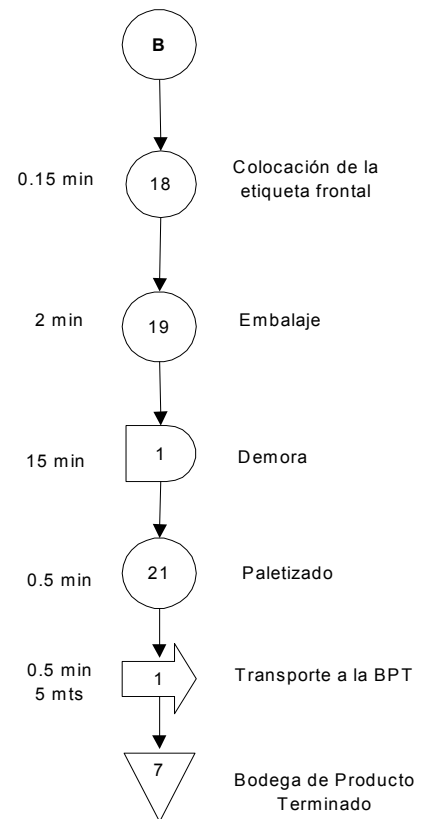 B
0.15 min
18
Colocación de la
etiqueta frontal
2 min
19
Embalaje
15 min
1
Demora
0.5 min
21
Paletizado
0.5 min
5 mts
1
Transporte a la BPT
7
Bodega de Producto
Terminado